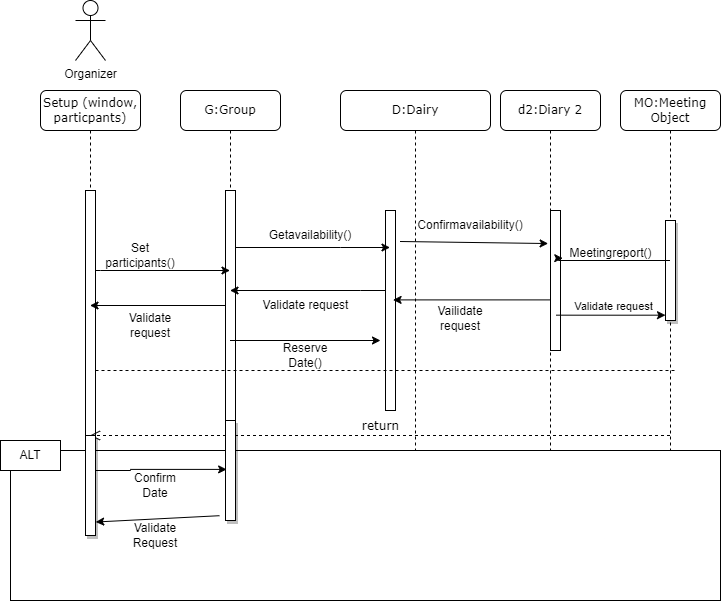 Organizer
Setup (window,
particpants)
G:Group
D:Dairy
d2:Diary 2
MO:Meeting
Object
Set
participants()
Getavailability()
Confirmavailability()
Meetingreport()
Validate
request
Validate request
Vailidate
request
Validate request
Reserve
Date()
return
ALT
Confirm
Date
Validate
Request